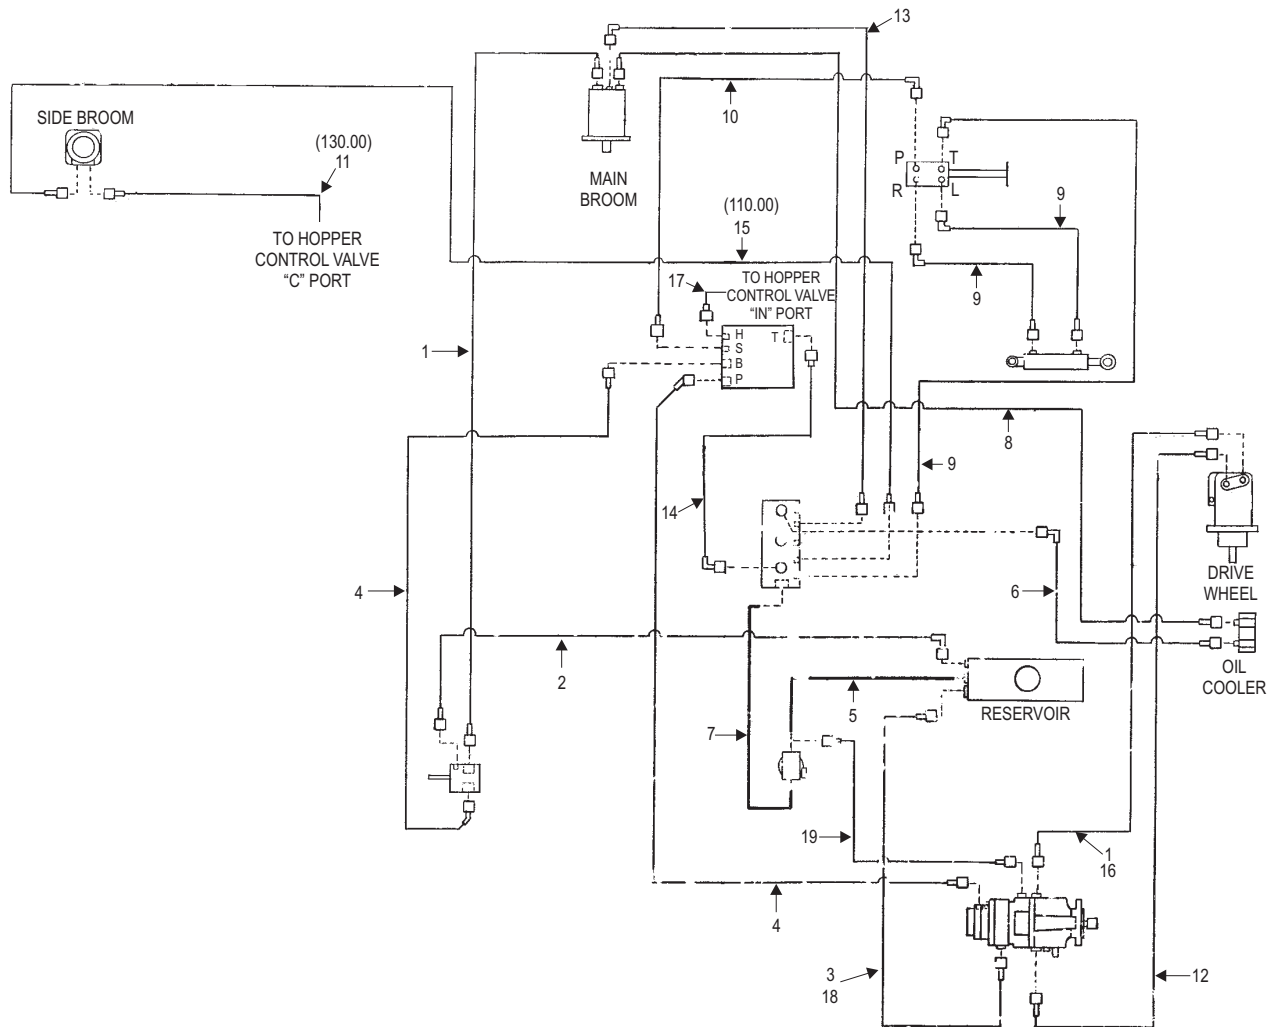 13
10
SIDE BROOM
(130.00)
11
MAIN
BROOM
P
T
R
L
9
(110.00)
15
TO HOPPER
CONTROL VALVE
“C” PORT
9
17
TO HOPPER
CONTROL VALVE
“IN” PORT
1
H
S
B
P
T
8
9
14
4
6
DRIVE
WHEEL
2
5
RESERVOIR
OIL
COOLER
7
19
1
16
4
3
18
12